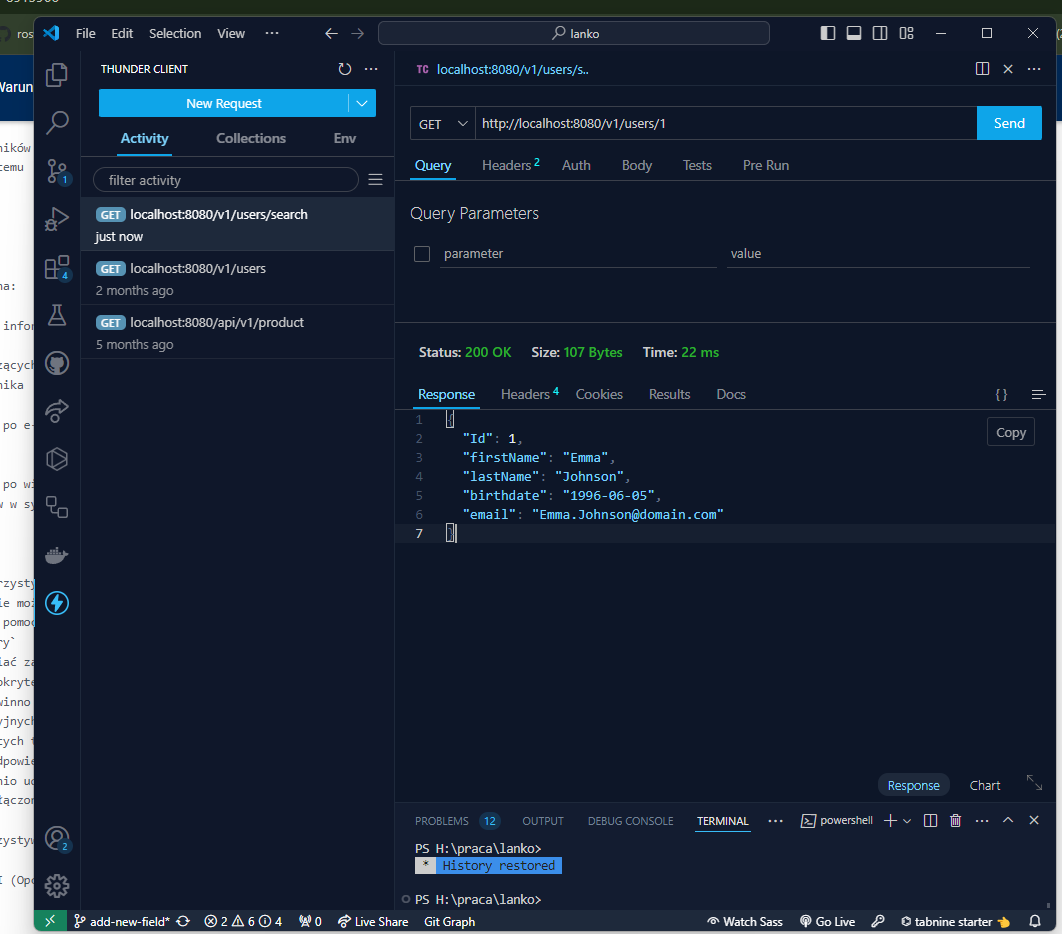 File Edit Selection View ··· lanko
THUNDER CLIENT
New Request
Activity Collections Env
filter activity
GET localhost:8080/v1/users/search
just now
GET localhost:8080/v1/users
2 months ago
GET localhost:8080/api/v1/product
5 months ago
1
4
2
TC localhost:8080/v1/users/s..
GET http://localhost:8080/v1/users/1 Send
Query Headers 2 Auth Body Tests Pre Run
Query Parameters
parameter value
Status: 200 OK Size: 107 Bytes Time: 22 ms
Response Headers 4 Cookies Results Docs { }
Copy
1 {
2 "Id": 1,
3 "firstName": "Emma",
4 "lastName": "Johnson",
5 "birthdate": "1996-06-05",
6 "email": "Emma.Johnson@domain.com"
7 }
Response Chart
PROBLEMS 12 OUTPUT DEBUG CONSOLE TERMINAL ··· powershell
PS H:\praca\lanko>
* History restored
PS H:\praca\lanko>
add-new-field* 2 6 4 0 Live Share Git Graph Watch Sass Go Live tabnine starter